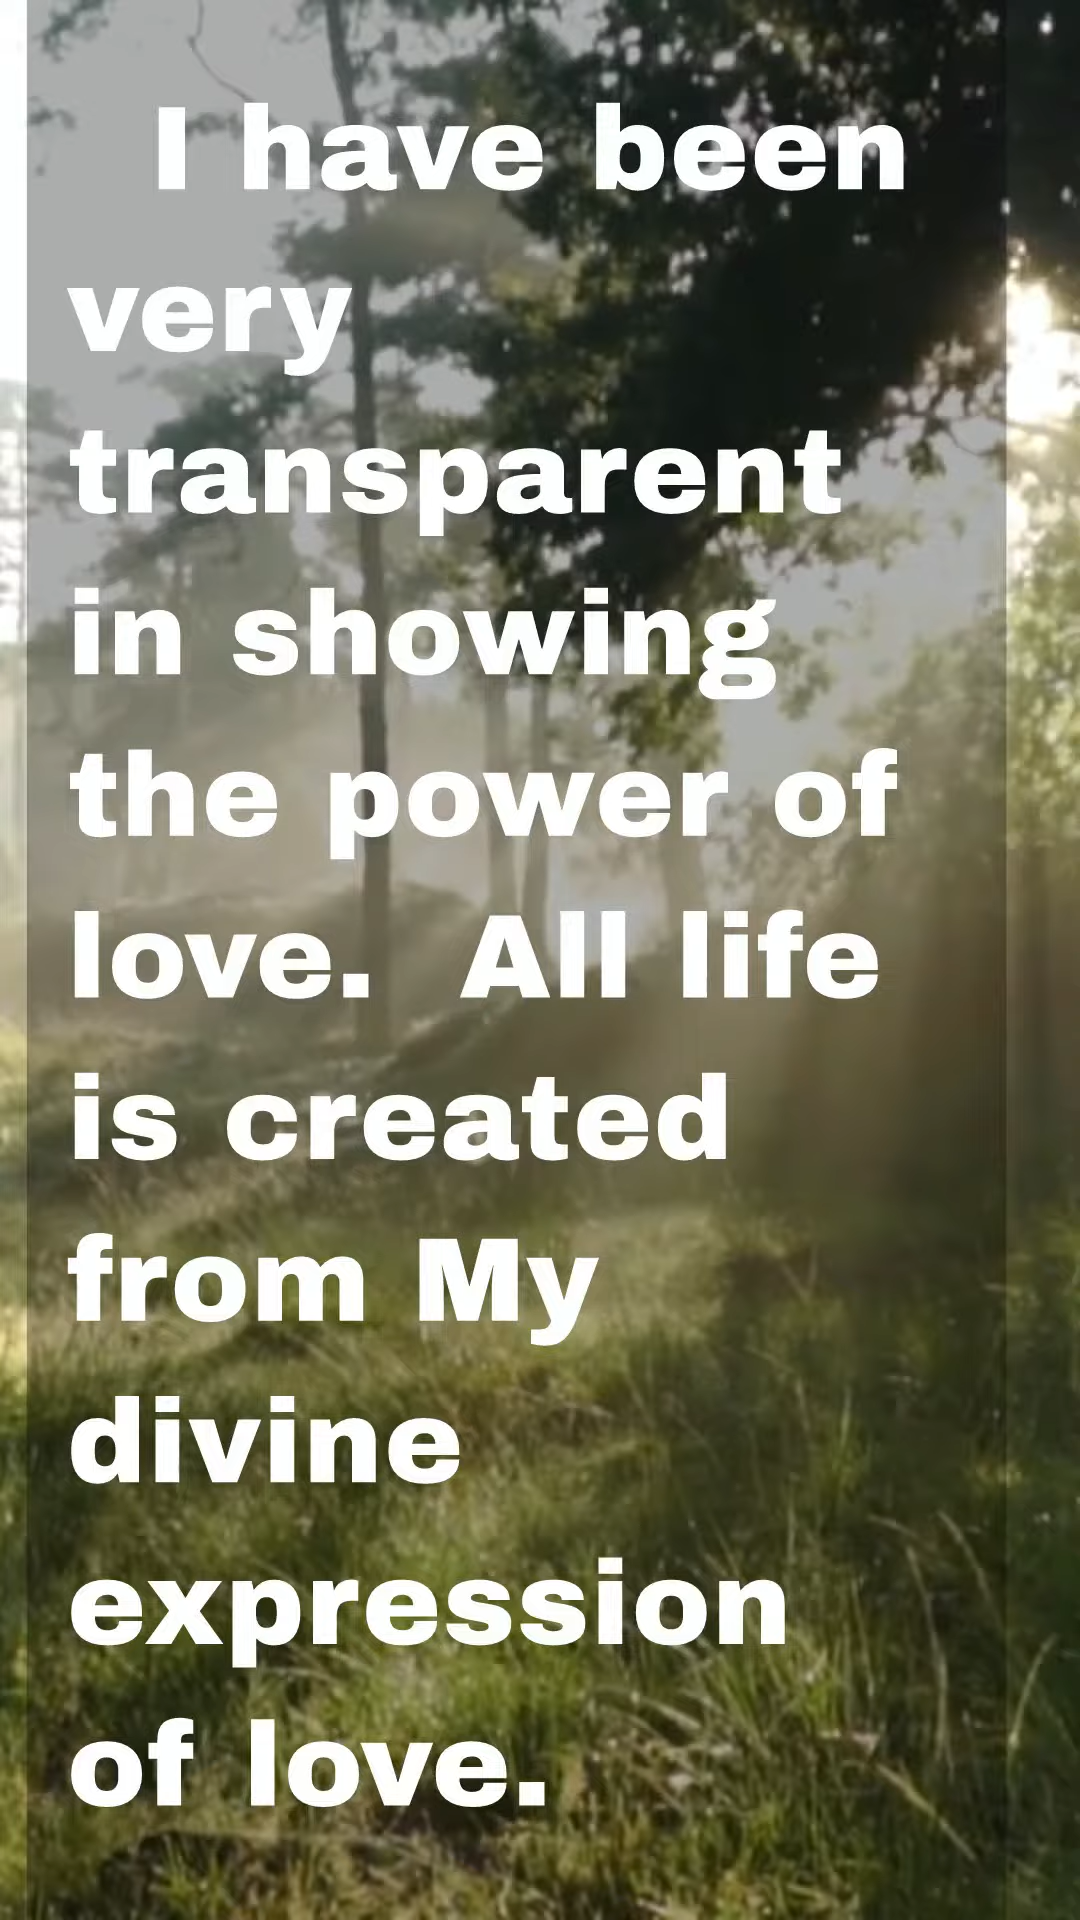 I have been
very
transparent
in showing
the power of
love.  All life
is created
from My
divine
expression
of love.